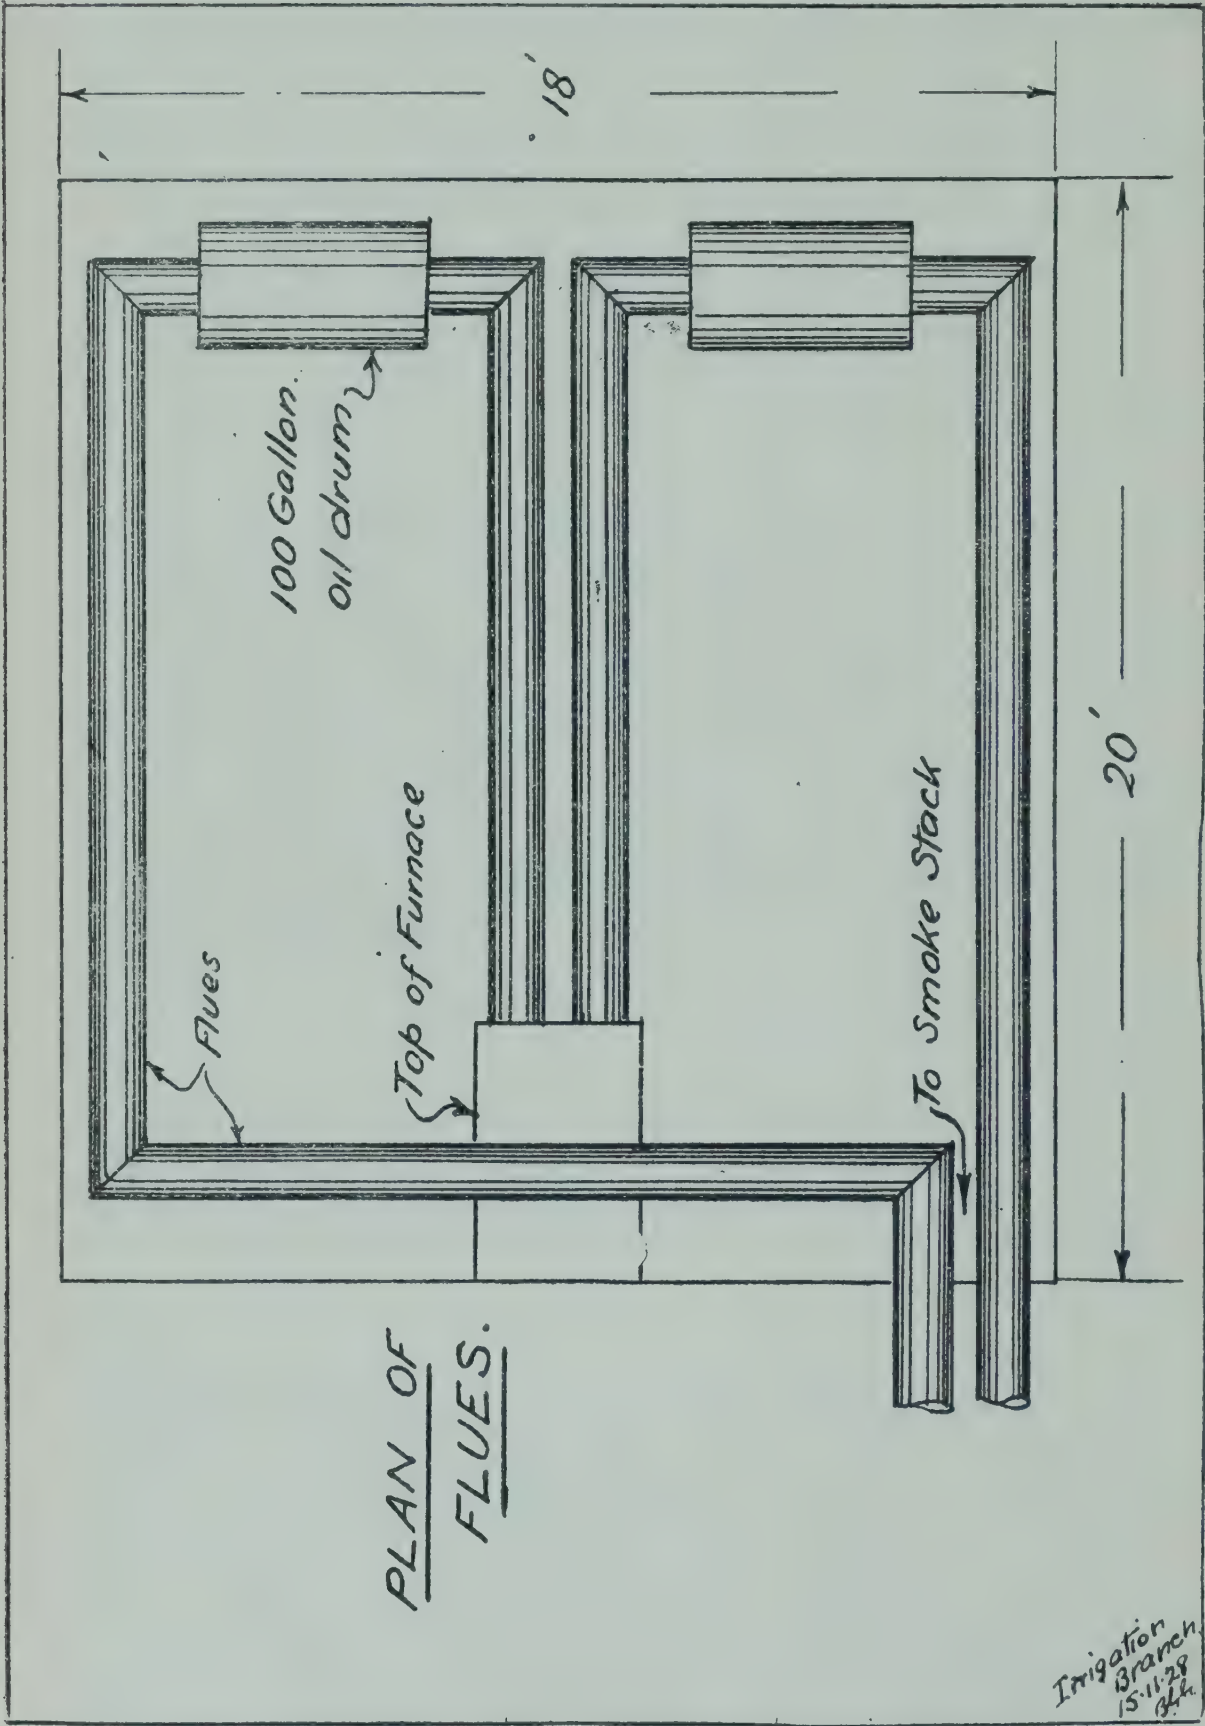 18'
100 Gallon.
Oil drum
Flues
Top of Furnace
To Smoke Stack
20'
PLAN OF
FLUES.
Irrigation
Branch
15·11·28